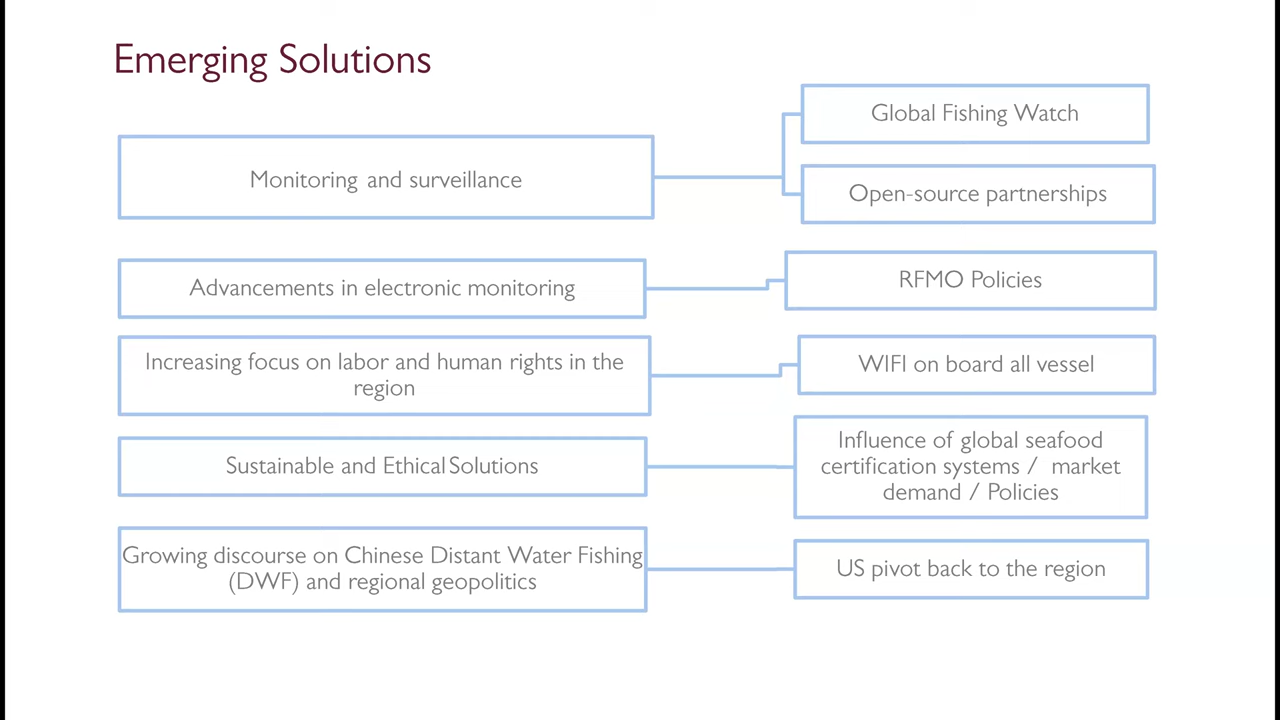 Emerging Solutions
Monitoring and surveillance
Global Fishing Watch
Open-source partnerships
Advancements in electronic monitoring
RFMO Policies
Increasing focus on labor and human rights in the
region
WIFI on board all vessel
Sustainable and Ethical Solutions
Influence of global seafood
certification systems / market
demand / Policies
Growing discourse on Chinese Distant Water Fishing
(DWF) and regional geopolitics
US pivot back to the region